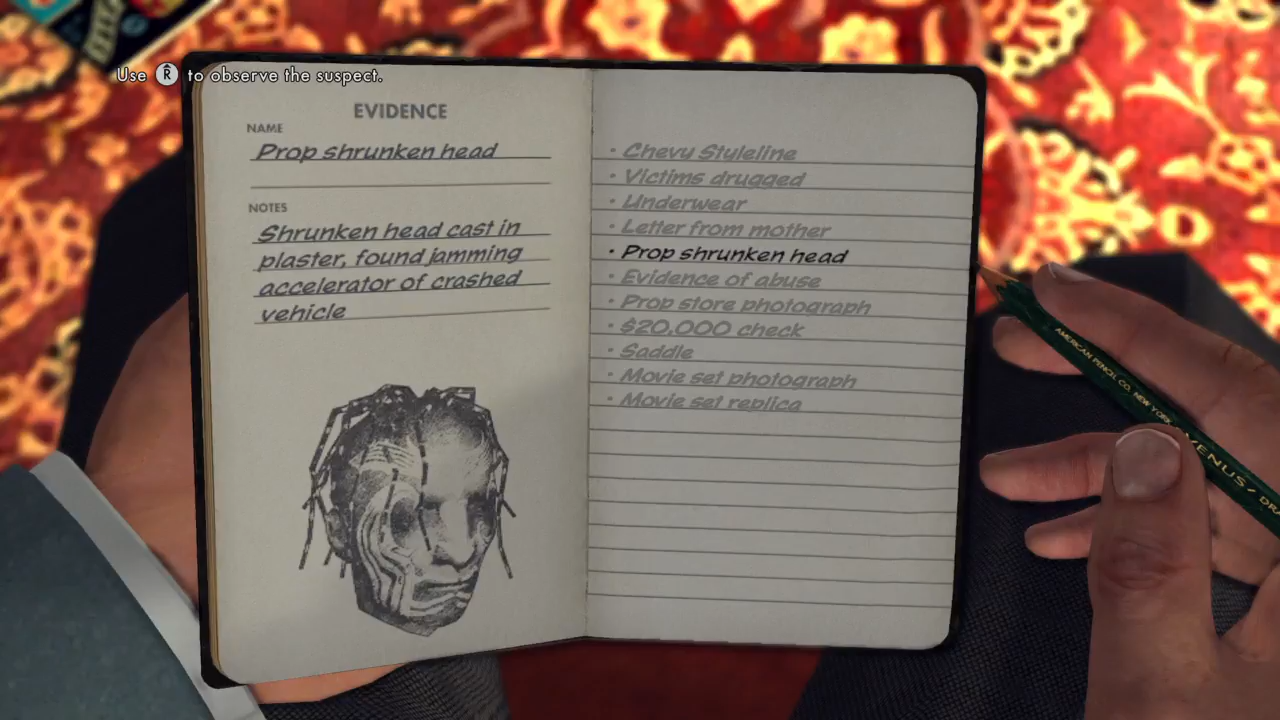 Use R to observe the suspect.
EVIDENCE
NAME
Prop shrunken head
NOTES
Shrunken head cast in
plaster, found jamming
accelerator of crashed
vehicle
• Chevy Styleline
• Victims drugged
• Underwear
• Letter from mother
• Prop shrunken head
• Evidence of abuse
• Prop store photograph
• $20,000 check
• Saddle
• Movie set photograph
• Movie set replica
AMERICAN PENCIL CO. NEW YORK VENUS / DRA